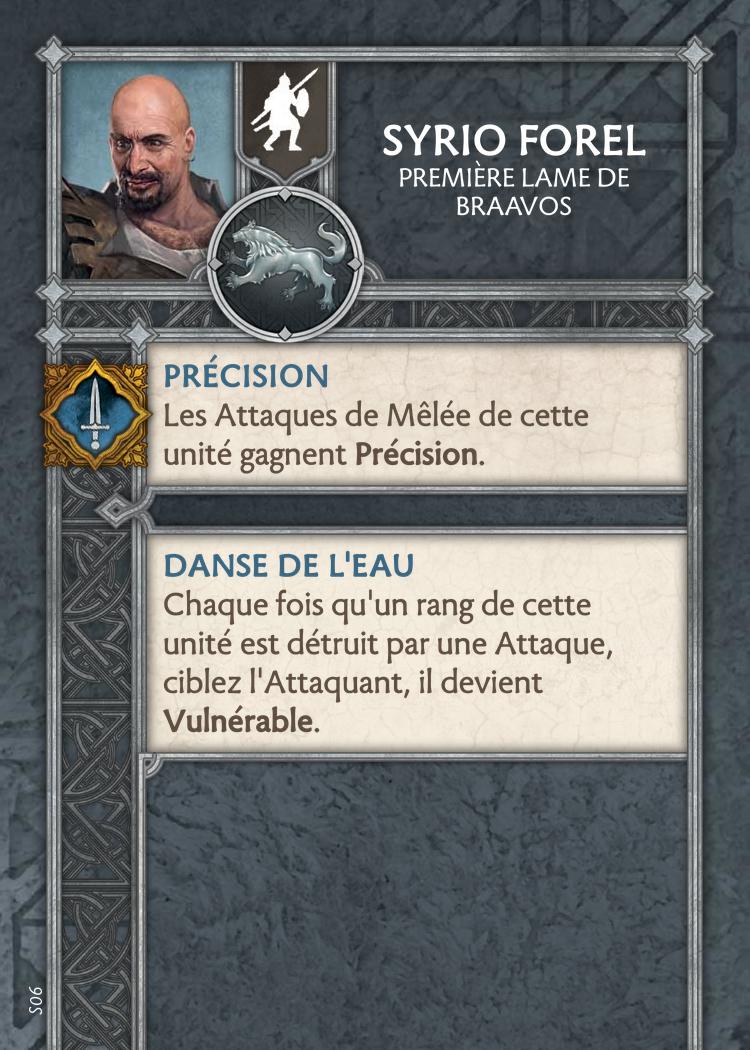 SYRIO FOREL
PREMIÈRE LAME DE
BRAAVOS
PRÉCISION
Les Attaques de Mêlée de cette
unité gagnent Précision.
DANSE DE L'EAU
Chaque fois qu'un rang de cette
unité est détruit par une Attaque,
ciblez l'Attaquant, il devient
Vulnérable.
S06